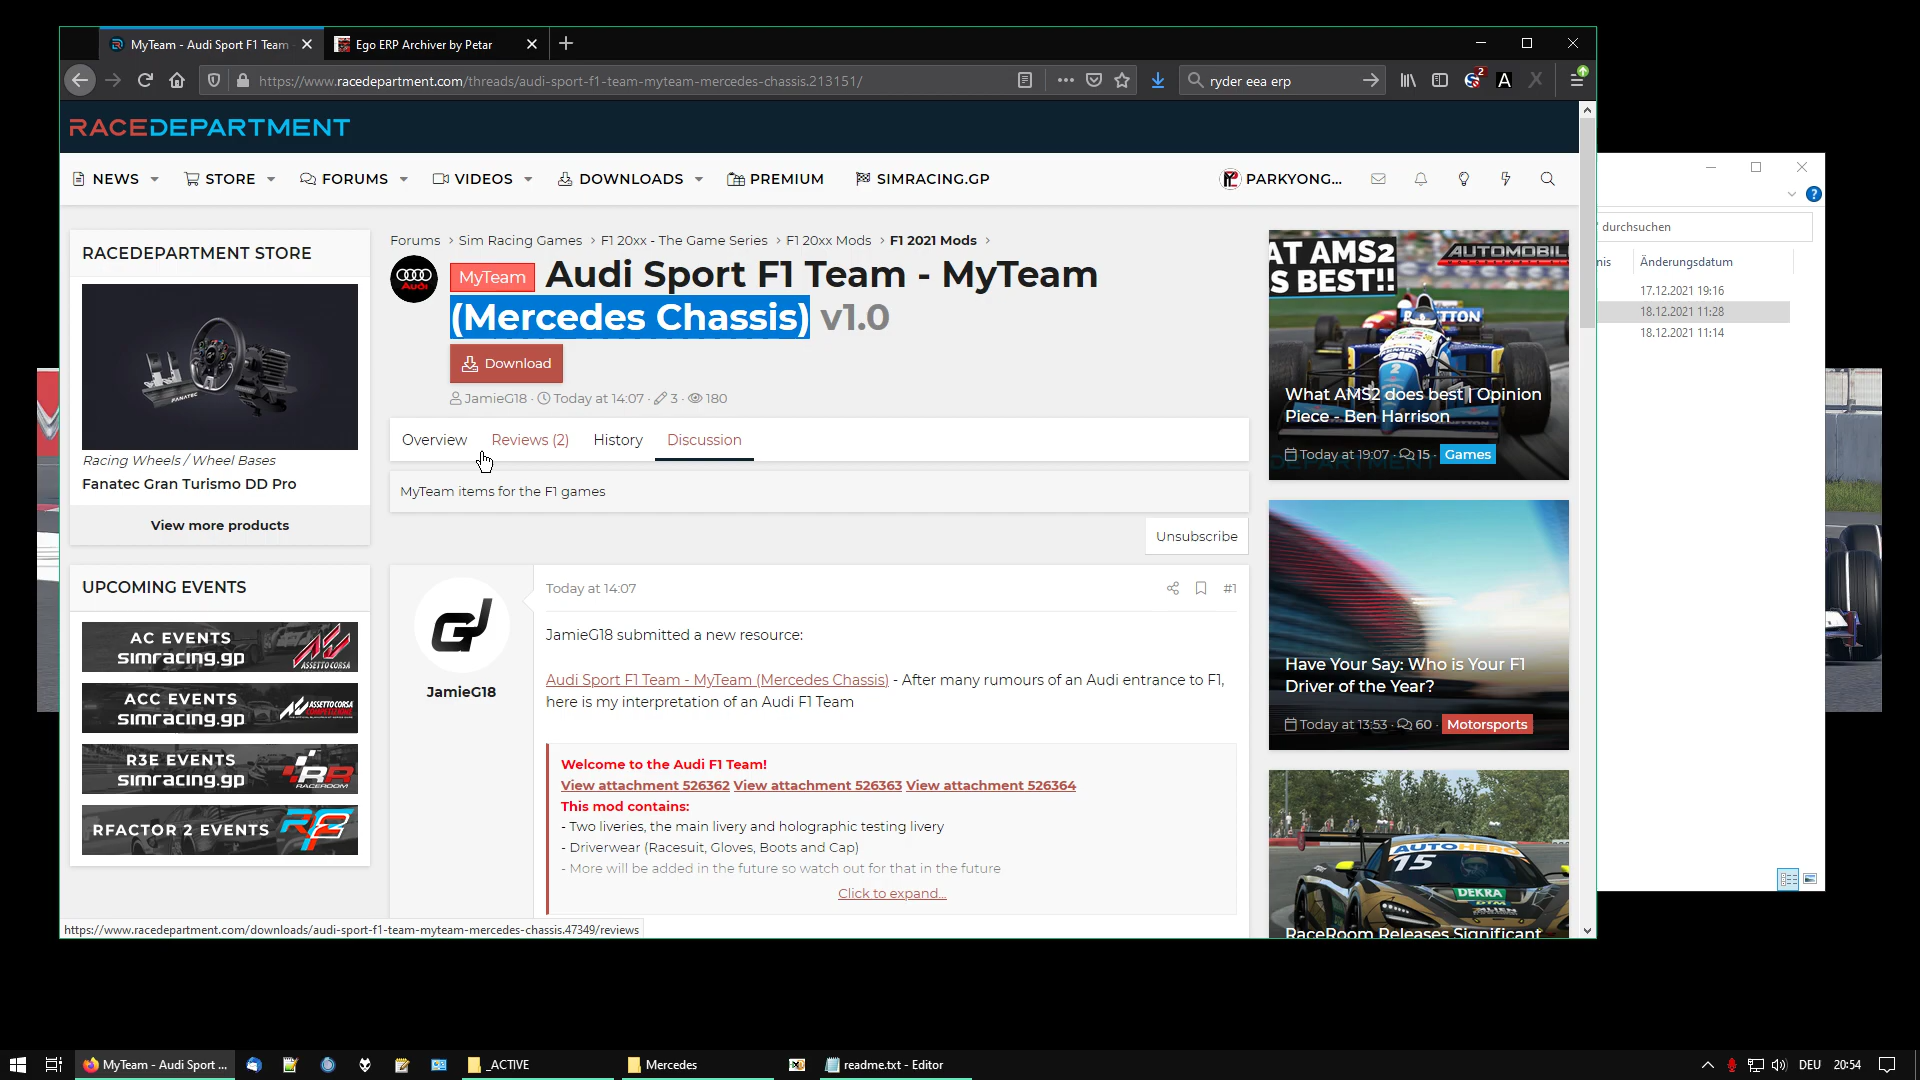 MyTeam - Audi Sport F1 Team -
Ego ERP Archiver by Petar
https://www.racedepartment.com/threads/audi-sport-f1-team-myteam-mercedes-chassis.213151/
ryder eea erp
2
A
RACEDEPARTMENT
NEWS
STORE
FORUMS
VIDEOS
DOWNLOADS
PREMIUM
SIMRACING.GP
PARKYONG...
RACEDEPARTMENT STORE
FANATEC
Racing Wheels / Wheel Bases
Fanatec Gran Turismo DD Pro
View more products
UPCOMING EVENTS
AC EVENTS
simracing.gp
ASSETTO CORSA
ACC EVENTS
simracing.gp
ASSETTO CORSA
COMPETIZIONE
R3E EVENTS
simracing.gp
RACEROOM
RFACTOR 2 EVENTS
Forums > Sim Racing Games > F1 20xx - The Game Series > F1 20xx Mods > F1 2021 Mods >
Audi
MyTeam Audi Sport F1 Team - MyTeam
(Mercedes Chassis) v1.0
Download
JamieG18 · Today at 14:07 · 3 · 180
Overview
Reviews (2)
History
Discussion
MyTeam items for the F1 games
Unsubscribe
Today at 14:07
#1
JamieG18
JamieG18 submitted a new resource:
Audi Sport F1 Team - MyTeam (Mercedes Chassis) - After many rumours of an Audi entrance to F1,
here is my interpretation of an Audi F1 Team
Welcome to the Audi F1 Team!
View attachment 526362 View attachment 526363 View attachment 526364
This mod contains:
- Two liveries, the main livery and holographic testing livery
- Driverwear (Racesuit, Gloves, Boots and Cap)
- More will be added in the future so watch out for that in the future
Click to expand...
AT AMS2
S BEST!!
AUTOMOBIL
What AMS2 does best | Opinion
Piece - Ben Harrison
Today at 19:07 · 15 · Games
Have Your Say: Who is Your F1
Driver of the Year?
Today at 13:53 · 60 · Motorsports
AUTOHERO
15
DEKRA
DTM
RaceRoom Releases Significant
durchsuchen
nis
Änderungsdatum
17.12.2021 19:16
18.12.2021 11:28
18.12.2021 11:14
https://www.racedepartment.com/downloads/audi-sport-f1-team-myteam-mercedes-chassis.47349/reviews
MyTeam - Audi Sport ...
_ACTIVE
Mercedes
readme.txt - Editor
DEU
20:54